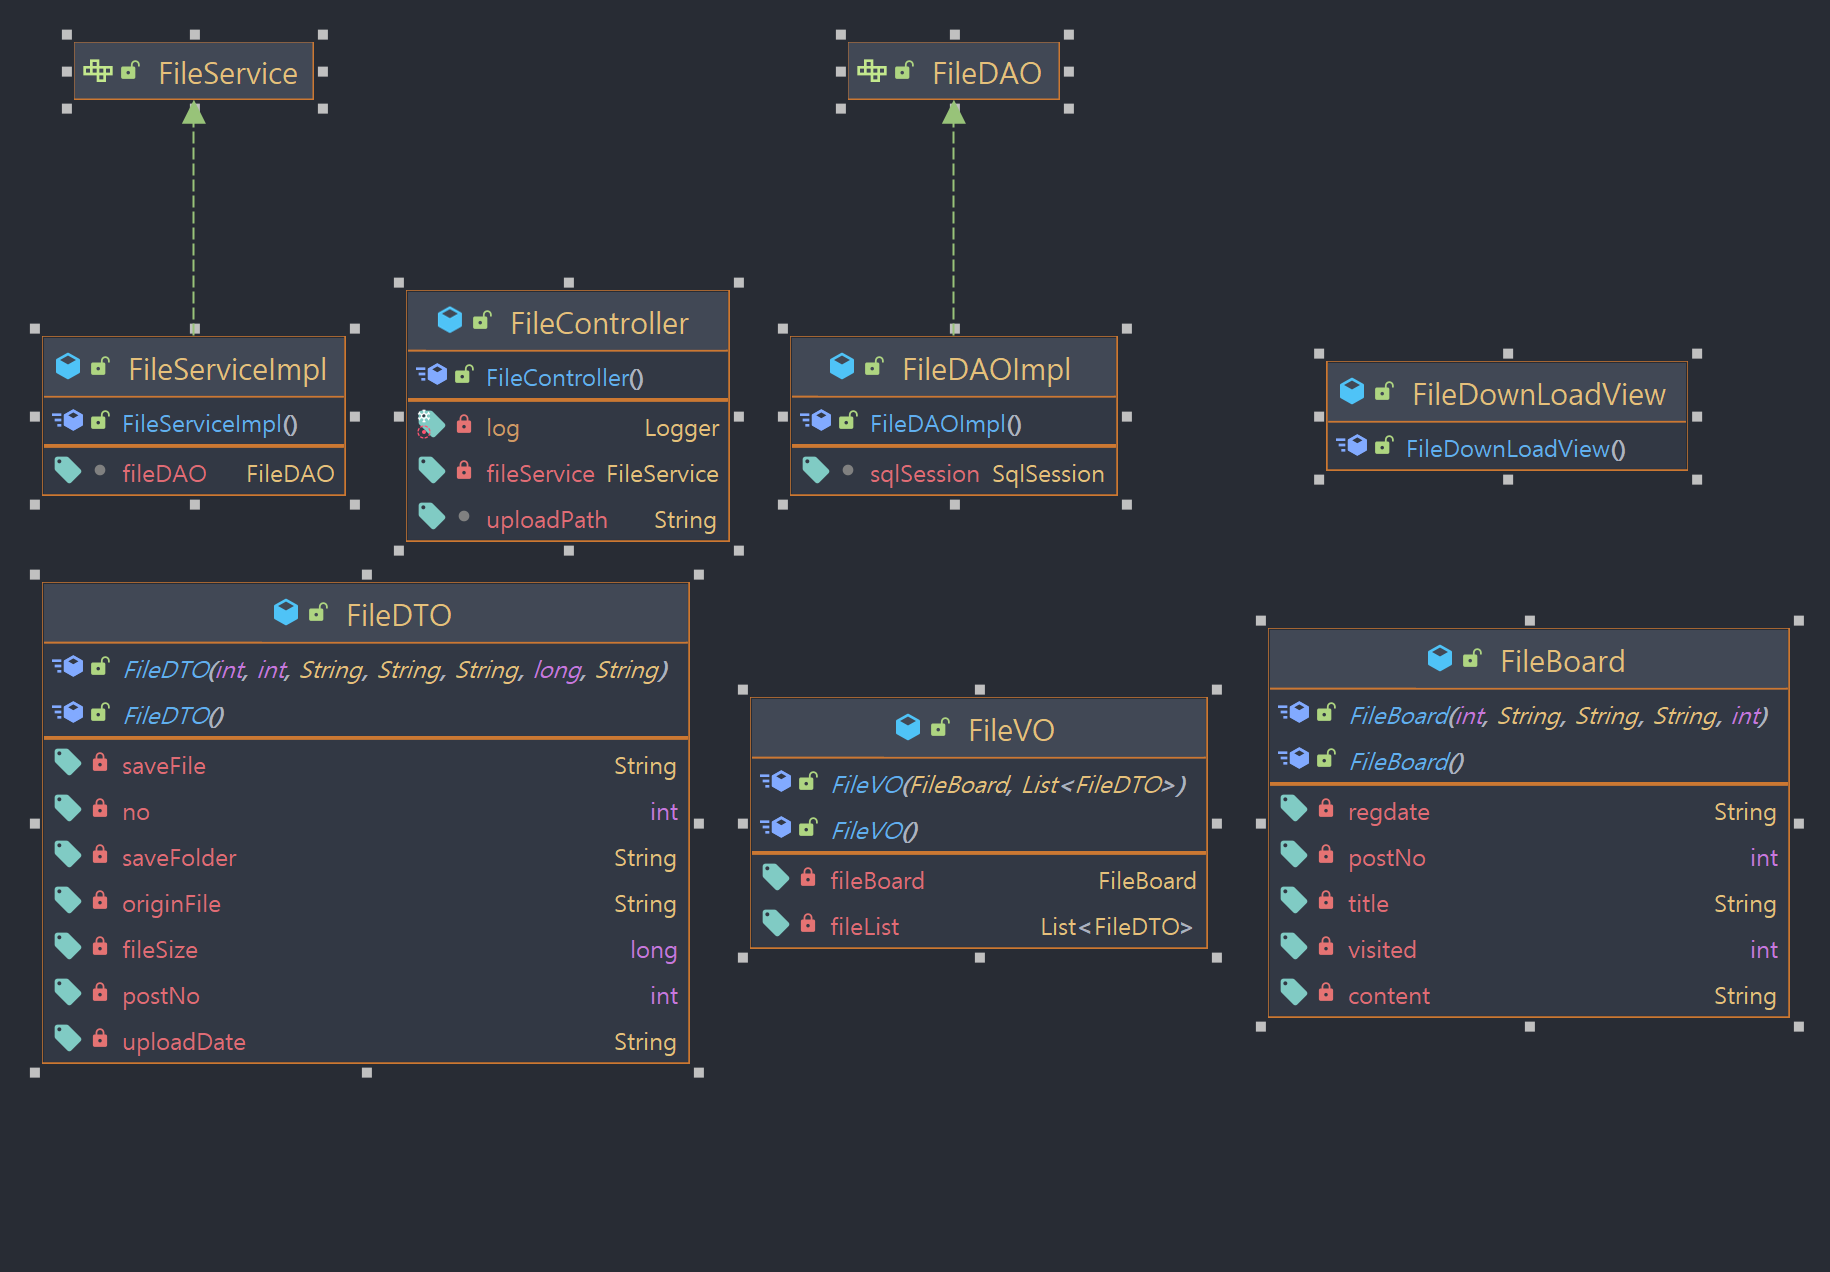 FileService
FileDAO
FileServiceImpl
FileServiceImpl()
fileDAO FileDAO
FileController
FileController()
log Logger
fileService FileService
uploadPath String
FileDAOImpl
FileDAOImpl()
sqlSession SqlSession
FileDownLoadView
FileDownLoadView()
FileDTO
FileDTO(int, int, String, String, String, long, String)
FileDTO()
saveFile String
no int
saveFolder String
originFile String
fileSize long
postNo int
uploadDate String
FileVO
FileVO(FileBoard, List<FileDTO>)
FileVO()
fileBoard FileBoard
fileList List<FileDTO>
FileBoard
FileBoard(int, String, String, String, int)
FileBoard()
regdate String
postNo int
title String
visited int
content String